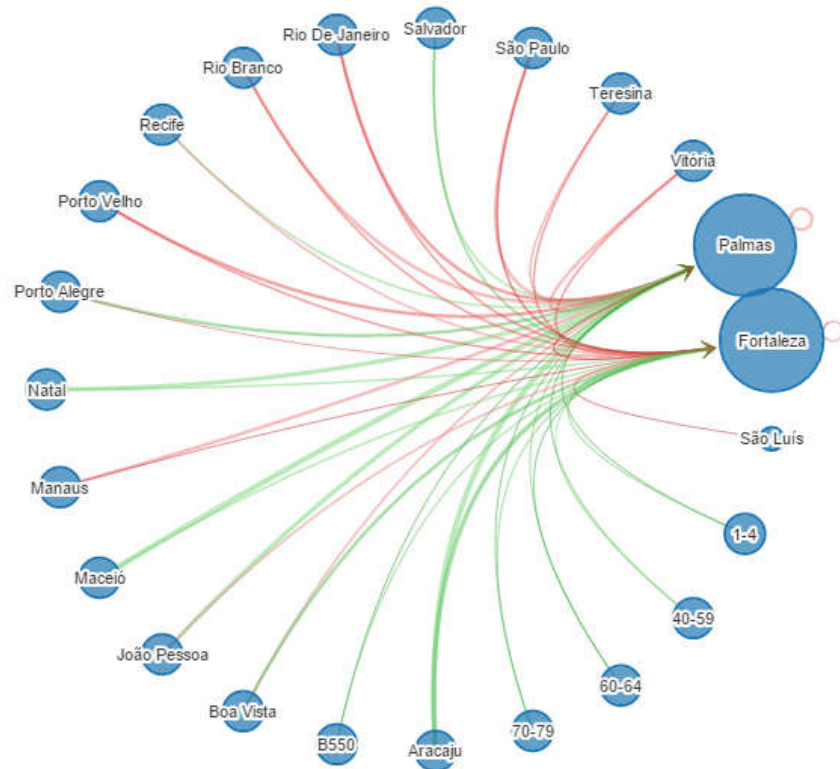 Salvador
Rio De Janeiro
São Paulo
Rio Branco
Teresina
Recife
Vitória
Porto Velho
Palmas
Porto Alegre
Fortaleza
Natal
São Luís
Manaus
1-4
Maceió
40-59
João Pessoa
60-64
Boa Vista
70-79
B550
Aracaju